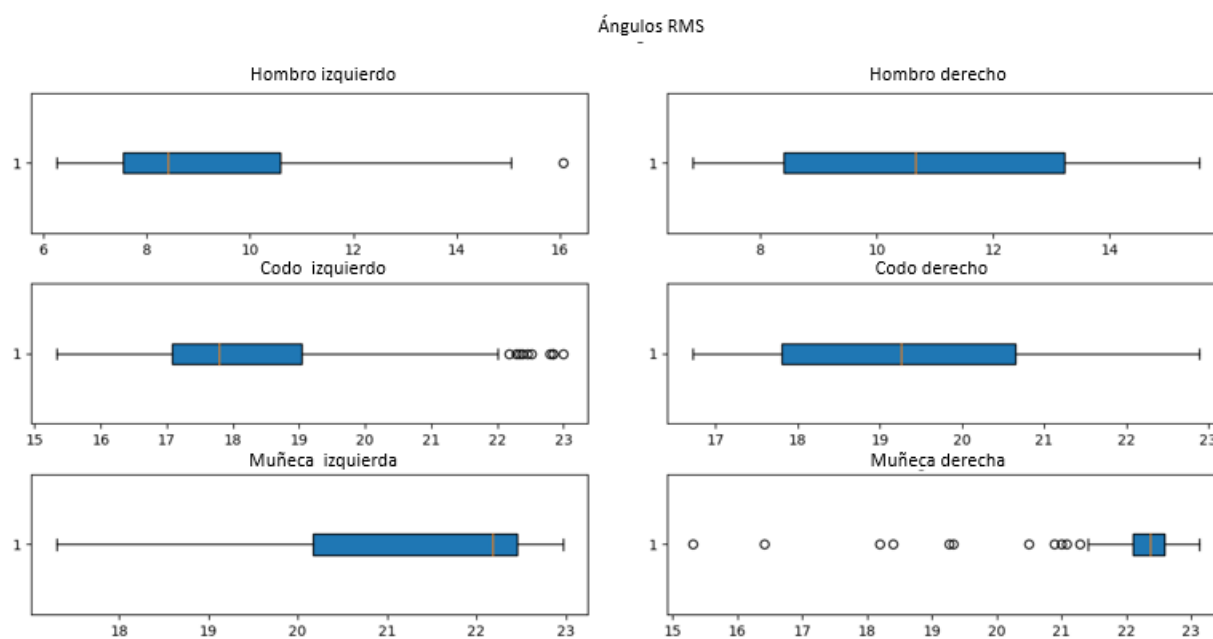 Ángulos RMS
Hombro izquierdo
Hombro derecho
1
6 8 10 12 14 16
1
8 10 12 14
Codo izquierdo
Codo derecho
1
15 16 17 18 19 20 21 22 23
1
17 18 19 20 21 22 23
Muñeca izquierda
Muñeca derecha
1
18 19 20 21 22 23
1
15 16 17 18 19 20 21 22 23